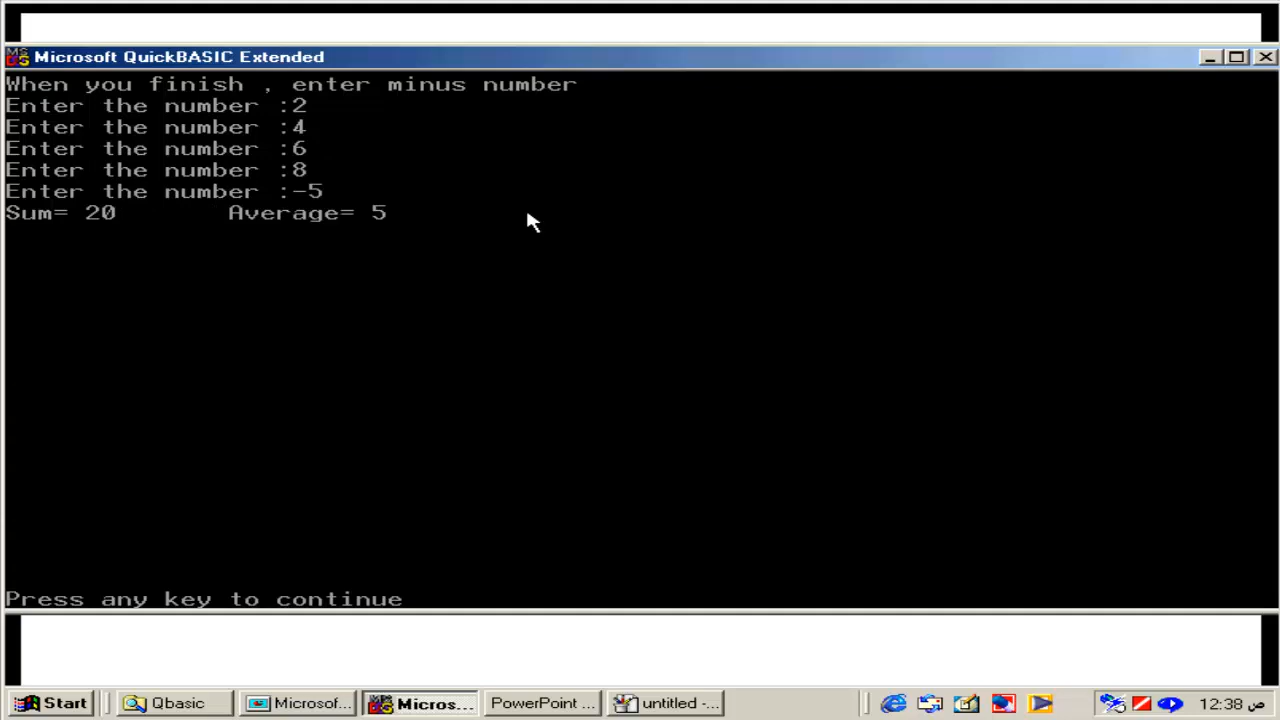 Microsoft QuickBASIC Extended
When you finish , enter minus number
Enter the number :2
Enter the number :4
Enter the number :6
Enter the number :8
Enter the number :-5
Sum= 20 Average= 5
Press any key to continue
Start Qbasic Microsof... Micros... PowerPoint ... untitled -... 12:38 ص